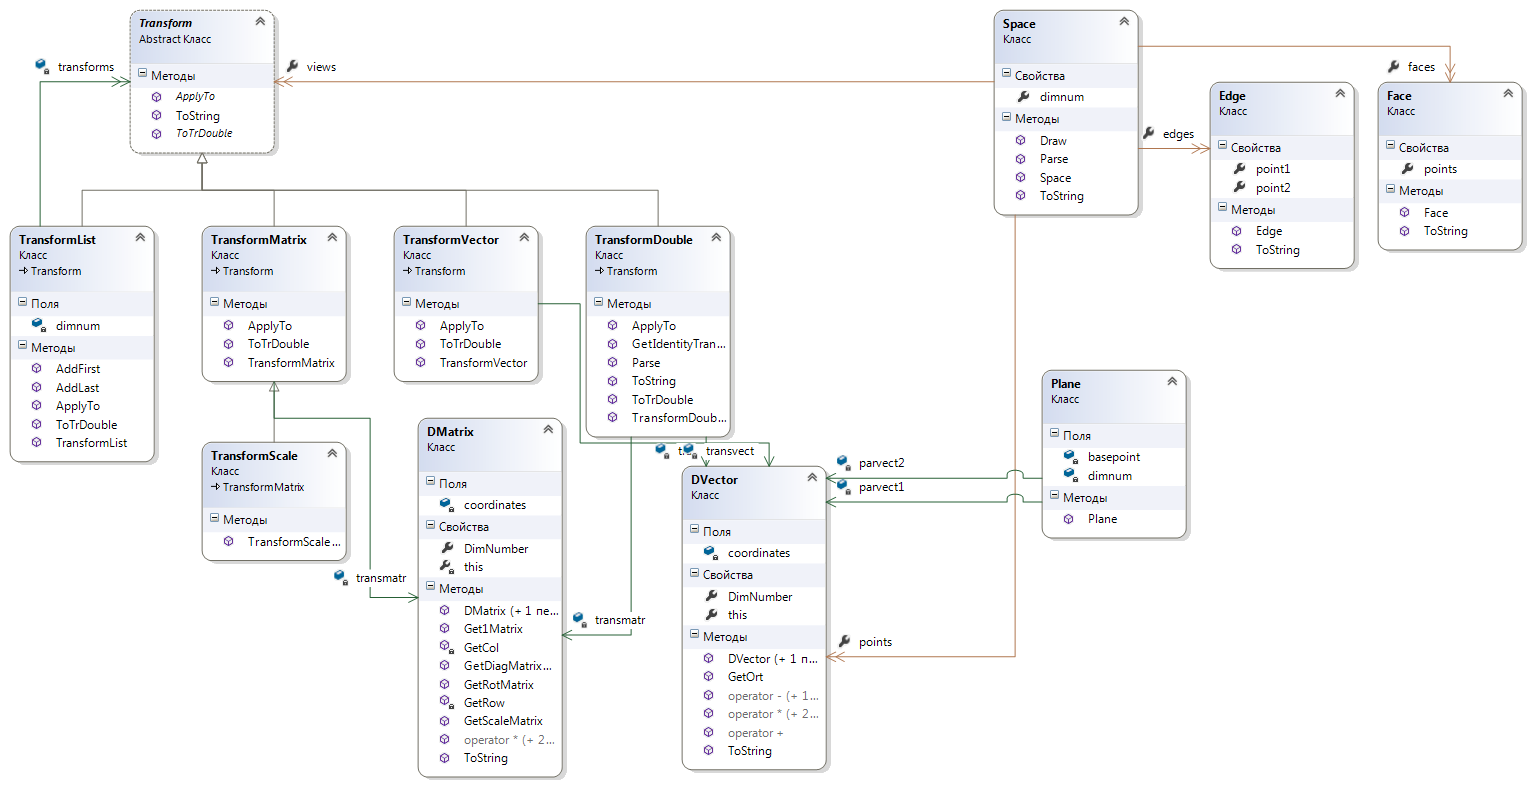 Transform
Abstract Класс
Методы
ApplyTo
ToString
ToTrDouble
transforms
views
Space
Класс
Свойства
dimnum
Методы
Draw
Parse
Space
ToString
edges
faces
Edge
Класс
Свойства
point1
point2
Методы
Edge
ToString
Face
Класс
Свойства
points
Методы
Face
ToString
TransformList
Класс
Transform
Поля
dimnum
Методы
AddFirst
AddLast
ApplyTo
ToTrDouble
TransformList
TransformMatrix
Класс
Transform
Методы
ApplyTo
ToTrDouble
TransformMatrix
TransformVector
Класс
Transform
Методы
ApplyTo
ToTrDouble
TransformVector
TransformDouble
Класс
Transform
Методы
ApplyTo
GetIdentityTran...
Parse
ToString
ToTrDouble
TransformDoub...
TransformScale
Класс
TransformMatrix
Методы
TransformScale...
transmatr
DMatrix
Класс
Поля
coordinates
Свойства
DimNumber
this
Методы
DMatrix (+ 1 пе...
Get1Matrix
GetCol
GetDiagMatrix...
GetRotMatrix
GetRow
GetScaleMatrix
operator * (+ 2...
ToString
transmatr
transvect
DVector
Класс
Поля
coordinates
Свойства
DimNumber
this
Методы
DVector (+ 1 п...
GetOrt
operator - (+ 1...
operator * (+ 2...
operator +
ToString
parvect2
parvect1
points
Plane
Класс
Поля
basepoint
dimnum
Методы
Plane